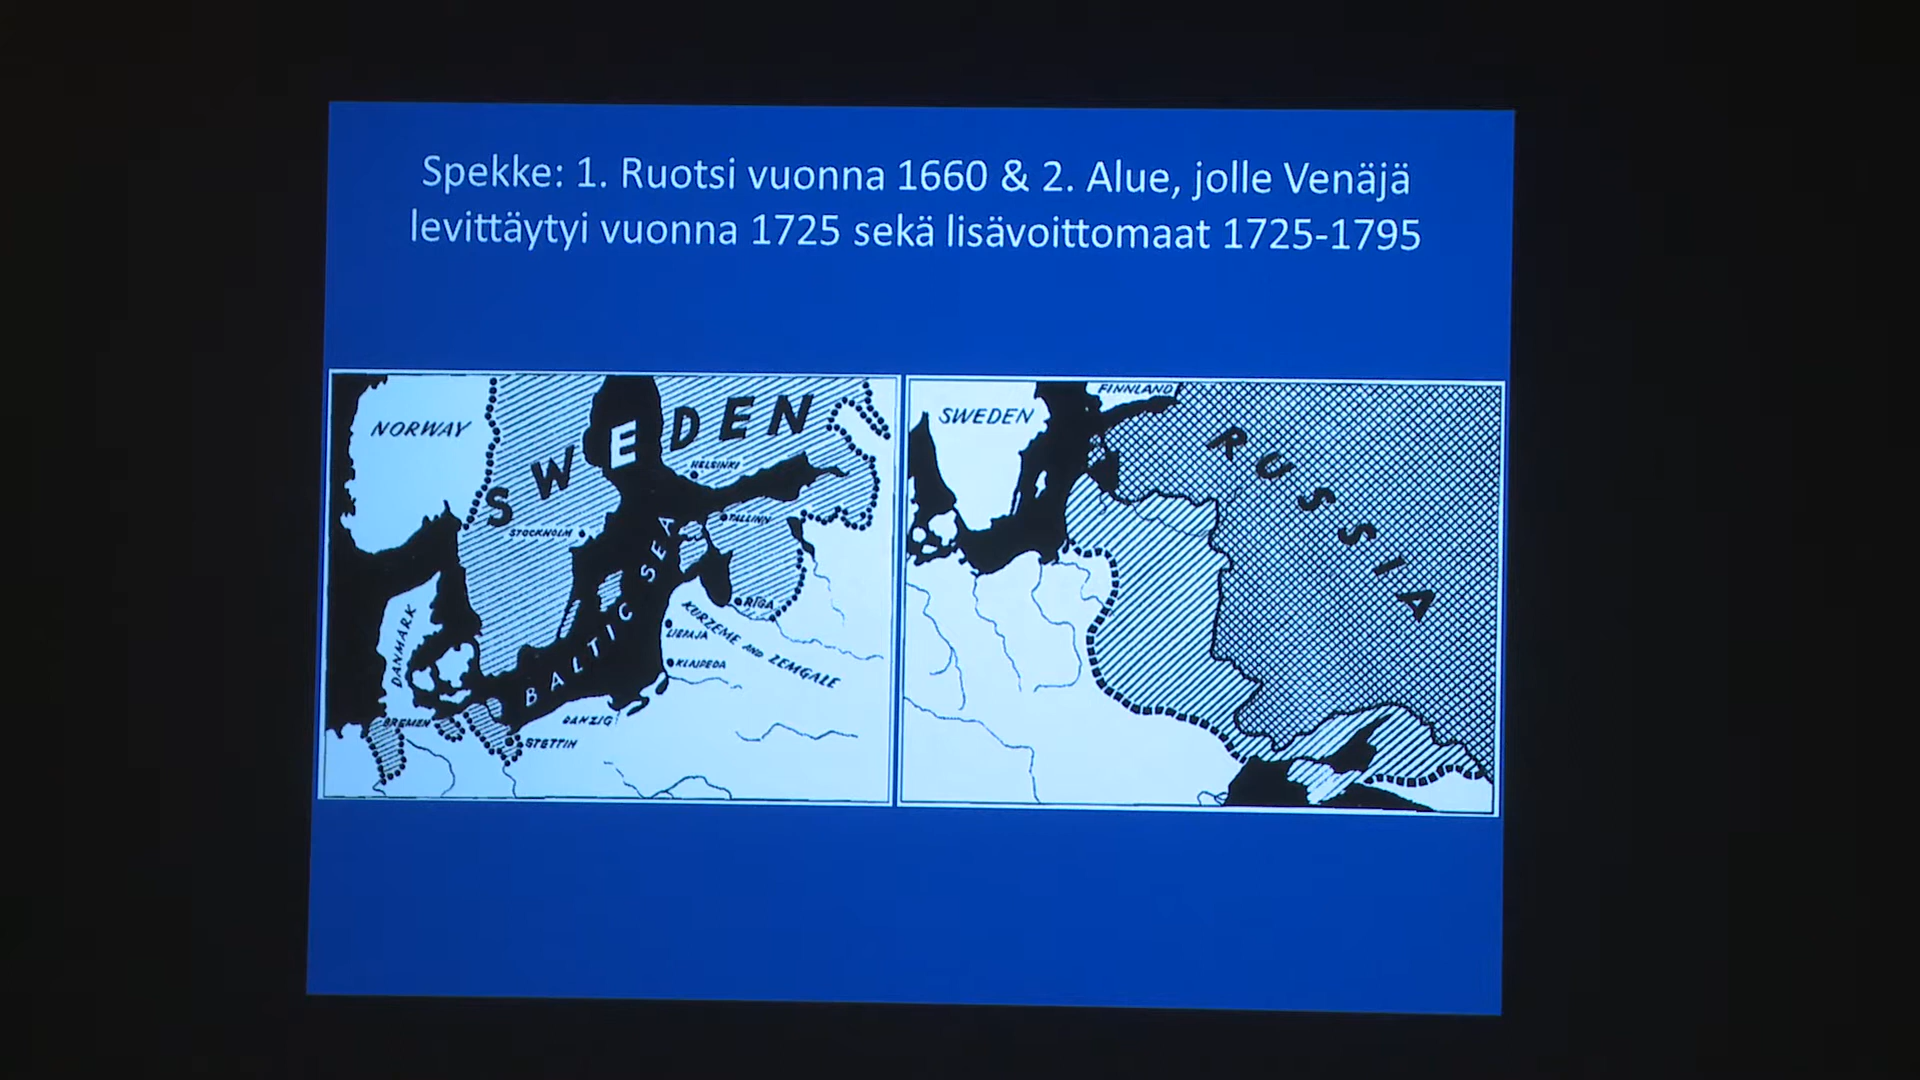 Spekke: 1. Ruotsi vuonna 1660 & 2. Alue, jolle Venäjä
levittäytyi vuonna 1725 sekä lisävoittomaat 1725-1795
NORWAY
SWEDEN
HELSINKI
STOCKHOLM
TALLINN
BALTIC SEA
RIGA
DANMARK
KURZEME AND ZEMGALE
LIEPAJA
KLAIPEDA
BREMEN
DANZIG
STETTIN
FINNLAND
SWEDEN
RUSSIA